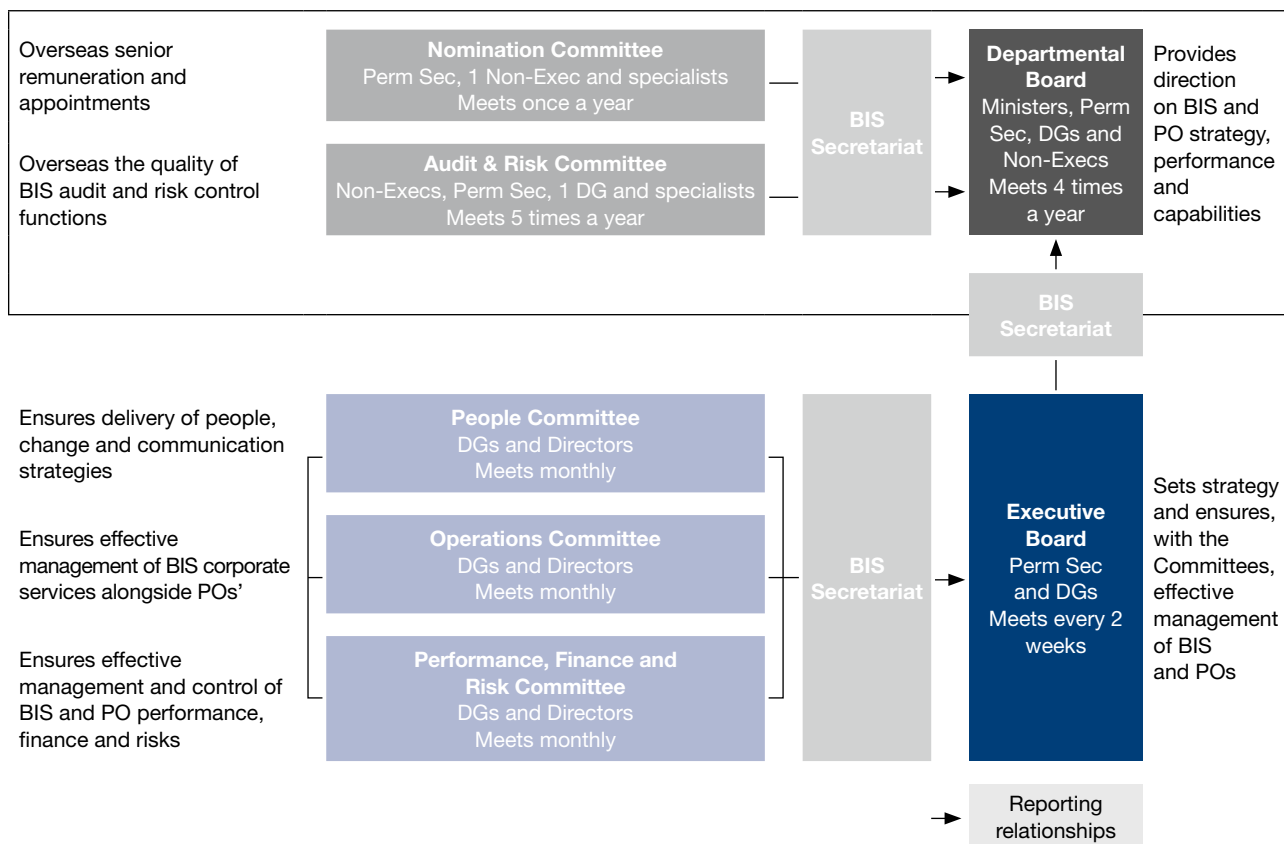 Overseas senior
remuneration and
appointments
Nomination Committee
Perm Sec, 1 Non-Exec and specialists
Meets once a year
Overseas the quality of
BIS audit and risk control
functions
Audit & Risk Committee
Non-Execs, Perm Sec, 1 DG and specialists
Meets 5 times a year
BIS
Secretariat
Departmental
Board
Ministers, Perm
Sec, DGs and
Non-Execs
Meets 4 times
a year
Provides
direction
on BIS and
PO strategy,
performance
and
capabilities
BIS
Secretariat
Ensures delivery of people,
change and communication
strategies
People Committee
DGs and Directors
Meets monthly
Ensures effective
management of BIS corporate
services alongside POs’
Operations Committee
DGs and Directors
Meets monthly
Ensures effective
management and control of
BIS and PO performance,
finance and risks
Performance, Finance and
Risk Committee
DGs and Directors
Meets monthly
BIS
Secretariat
Executive
Board
Perm Sec
and DGs
Meets every 2
weeks
Sets strategy
and ensures,
with the
Committees,
effective
management
of BIS
and POs
Reporting
relationships